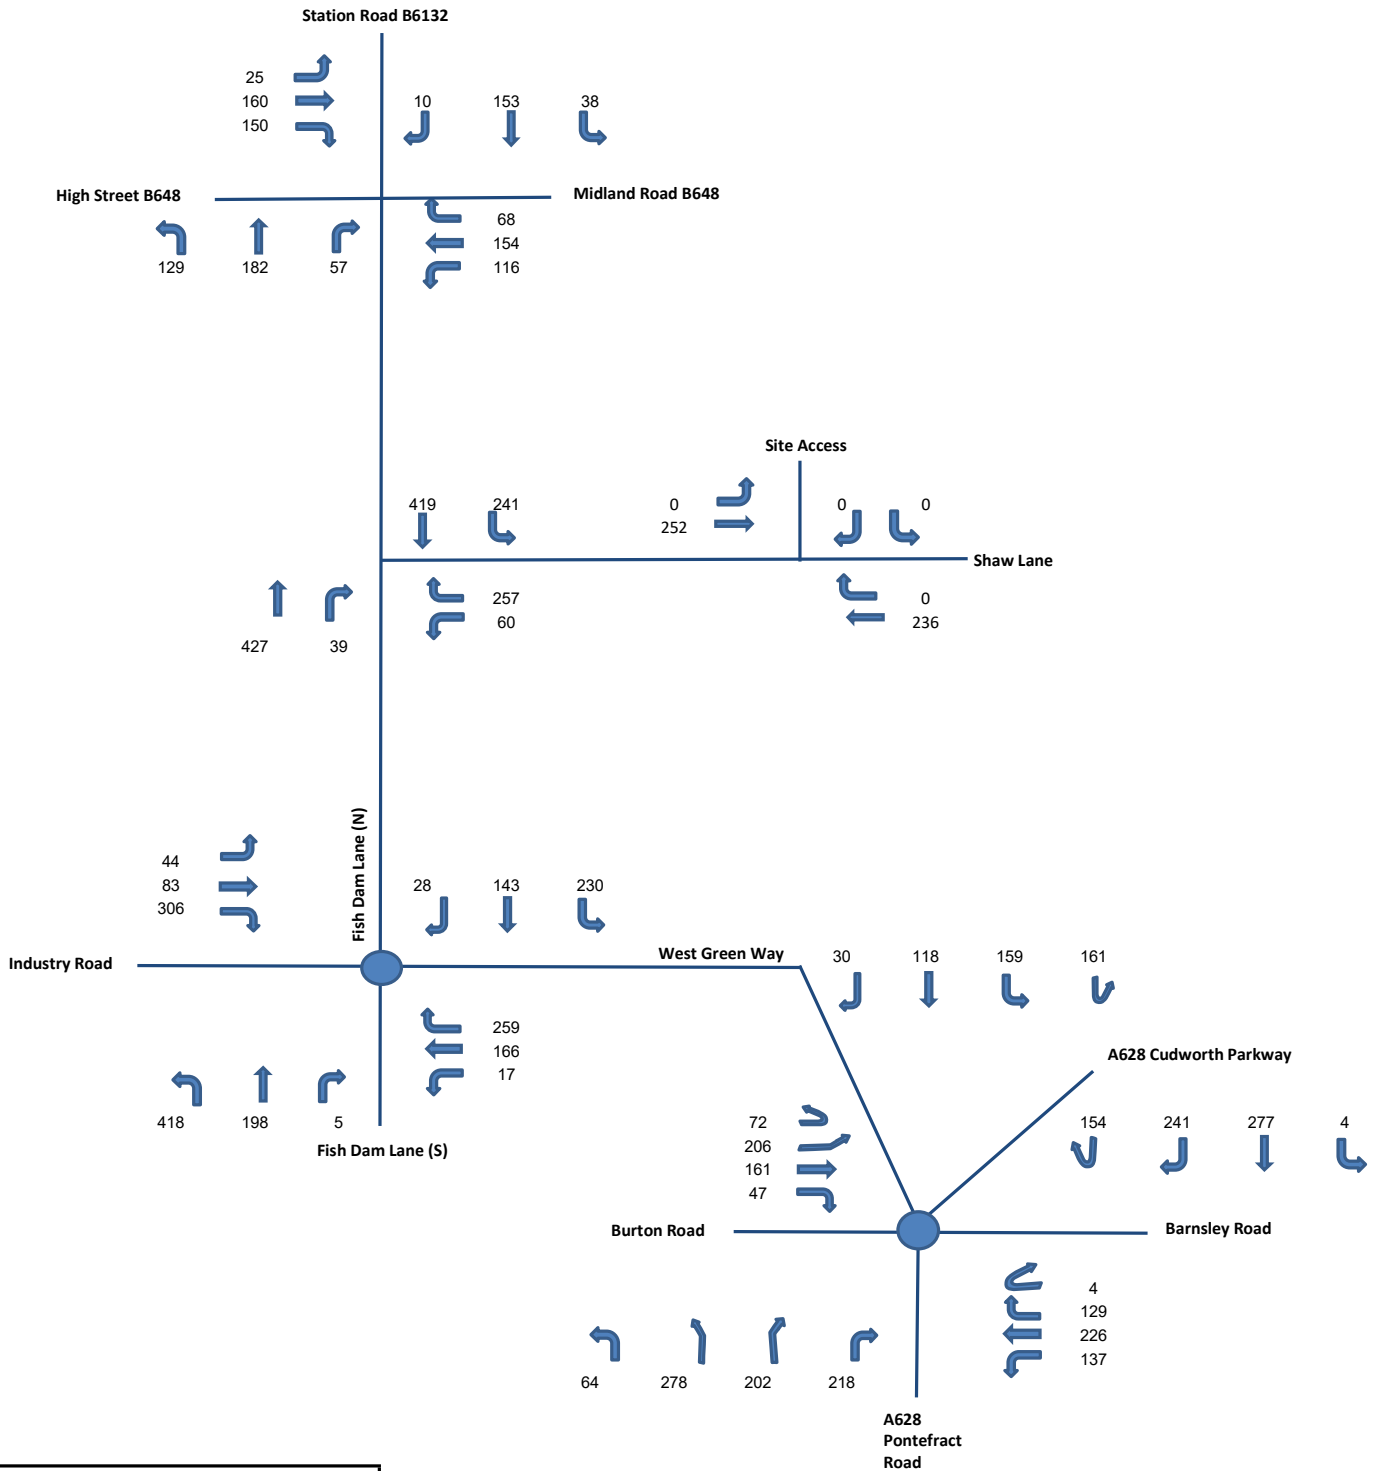 Station Road B6132
25
160
150
10 153 38
High Street B648
Midland Road B648
129 182 57
68
154
116
Site Access
419 241
0
252
0 0
Shaw Lane
257
60
0
236
427 39
Fish Dam Lane (N)
44
83
306
28 143 230
Industry Road
West Green Way
30 118 159 161
259
166
17
418 198 5
Fish Dam Lane (S)
A628 Cudworth Parkway
72
206
161
47
154 241 277 4
Burton Road
Barnsley Road
4
129
226
137
64 278 202 218
A628
Pontefract
Road